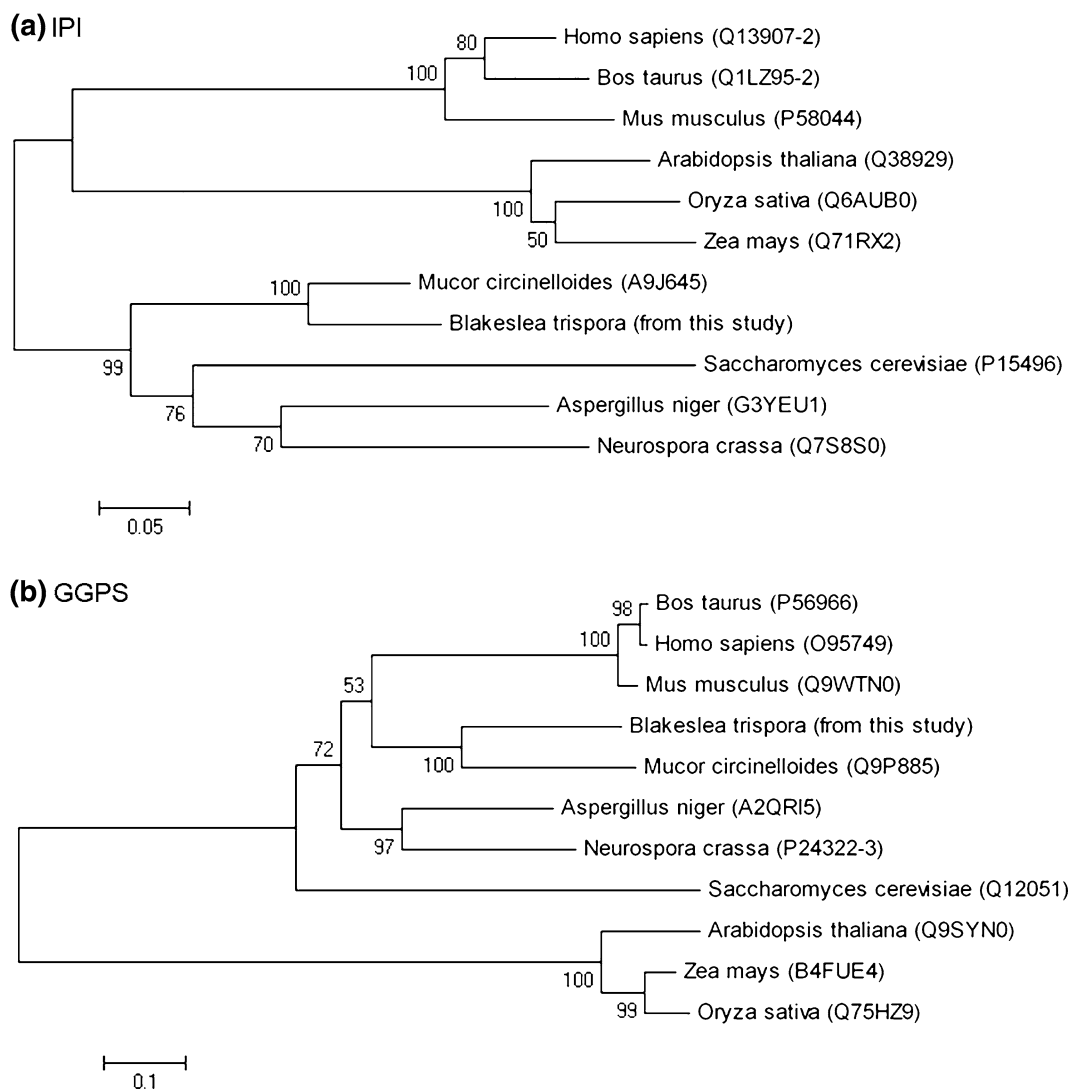 (a) IPI
80
Homo sapiens (Q13907-2)
100
Bos taurus (Q1LZ95-2)
Mus musculus (P58044)
Arabidopsis thaliana (Q38929)
100
Oryza sativa (Q6AUB0)
50
Zea mays (Q71RX2)
100
Mucor circinelloides (A9J645)
Blakeslea trispora (from this study)
99
Saccharomyces cerevisiae (P15496)
76
Aspergillus niger (G3YEU1)
70
Neurospora crassa (Q7S8S0)
0.05
(b) GGPS
98
Bos taurus (P56966)
100
Homo sapiens (O95749)
53
Mus musculus (Q9WTN0)
Blakeslea trispora (from this study)
72
100
Mucor circinelloides (Q9P885)
Aspergillus niger (A2QRI5)
97
Neurospora crassa (P24322-3)
Saccharomyces cerevisiae (Q12051)
Arabidopsis thaliana (Q9SYN0)
100
Zea mays (B4FUE4)
99
Oryza sativa (Q75HZ9)
0.1